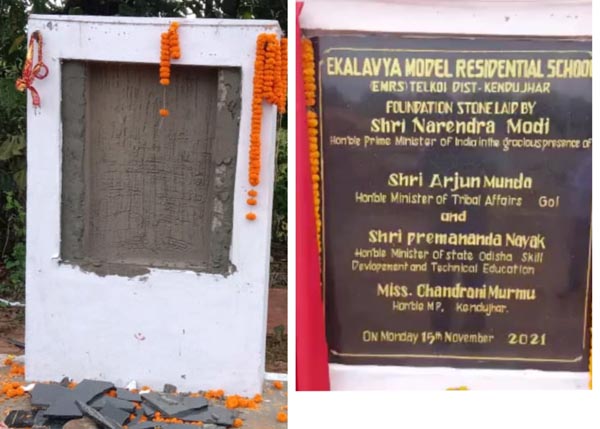 EKALAVYA MODEL RESIDENTIAL SCHOOL
(EMRS) TELKOI DIST-KENDUJHAR
FOUNDATION STONE LAID BY
Shri Narendra Modi
Hon'ble Prime Minister of India in the gracious presence of
Shri Arjun Munda
Hon'ble Minister of Tribal Affairs GoI
and
Shri premananda Nayak
Hon'ble Minister of state Odisha Skill
Devlopement and Technical Education
Miss. Chandrani Murmu
Hon'ble MP, Kendujhar.
On Monday 15th November 2021